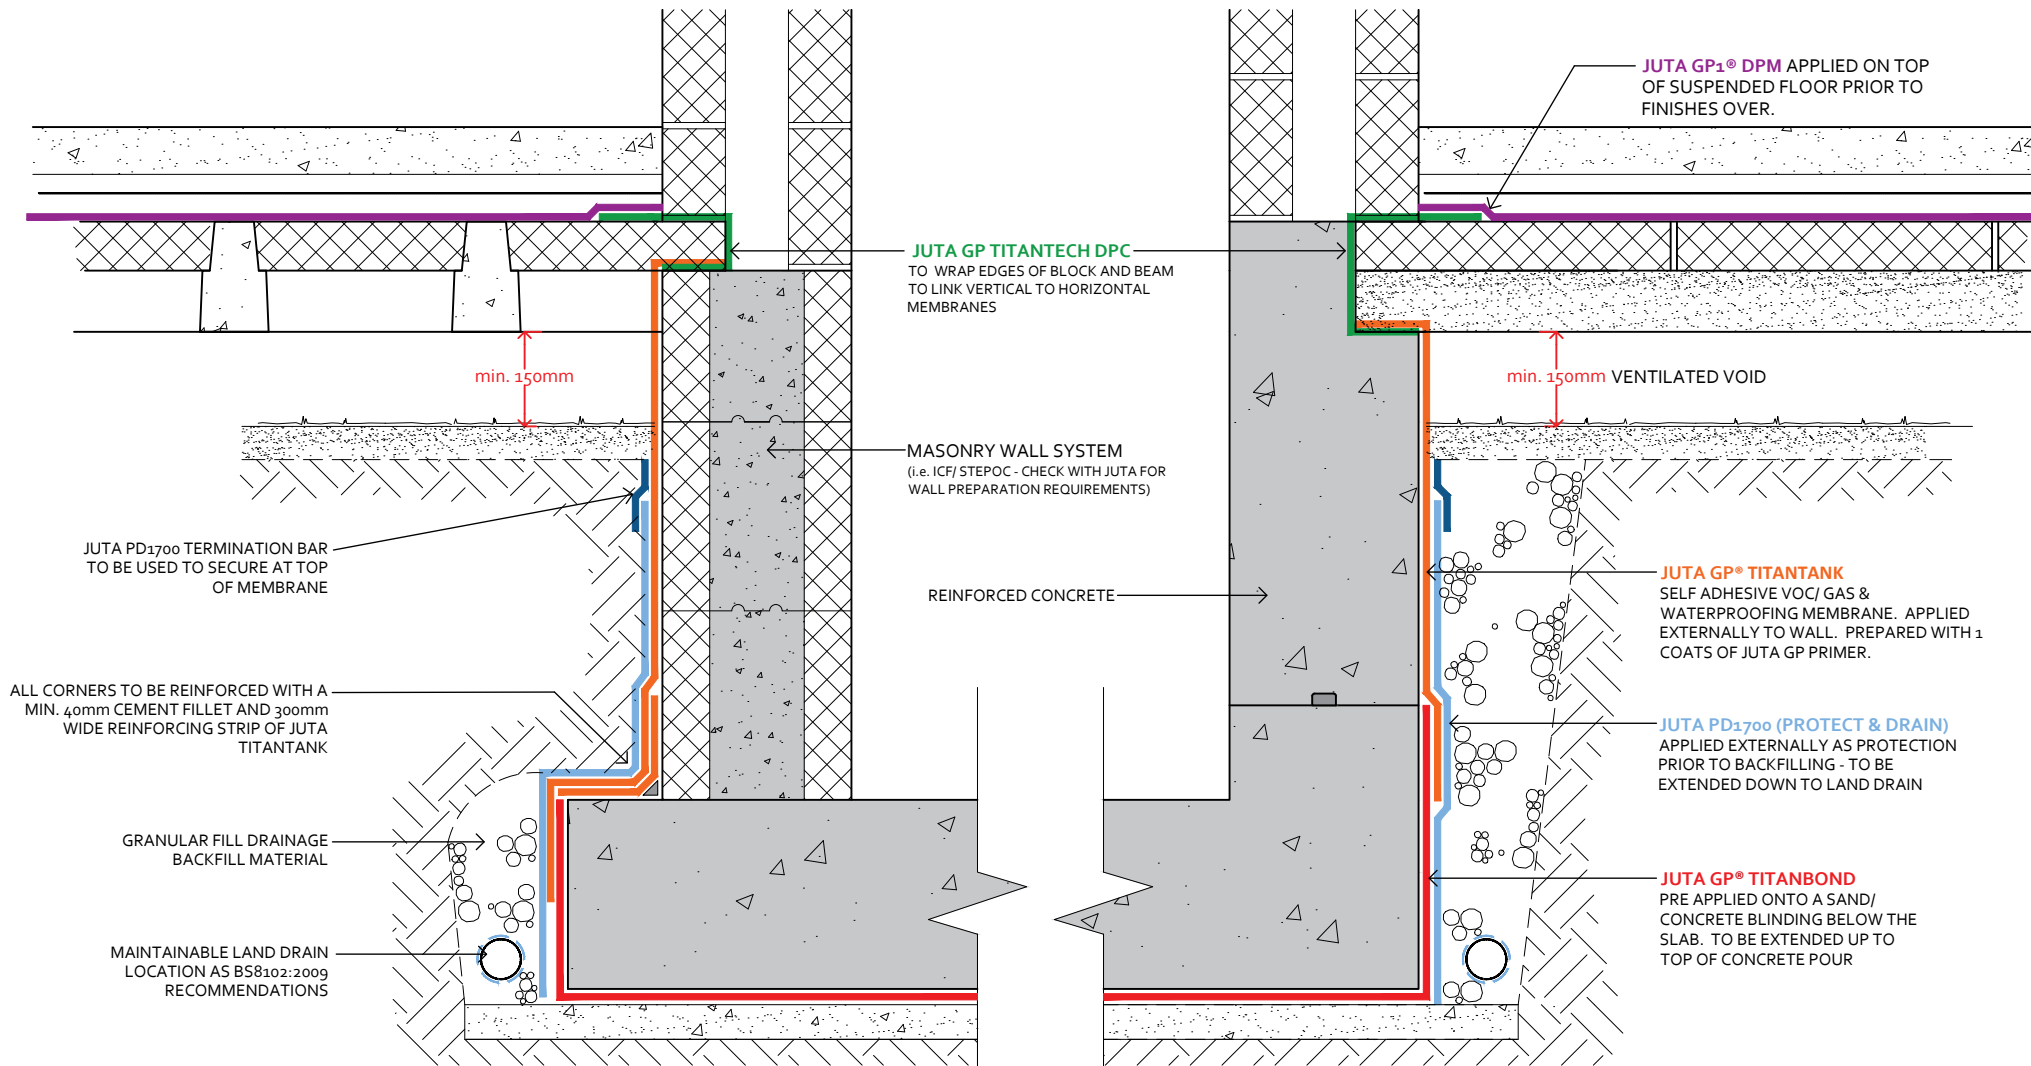 JUTA GP1® DPM APPLIED ON TOP
OF SUSPENDED FLOOR PRIOR TO
FINISHES OVER.
JUTA GP TITANTECH DPC
TO WRAP EDGES OF BLOCK AND BEAM
TO LINK VERTICAL TO HORIZONTAL
MEMBRANES
min. 150mm
min. 150mm VENTILATED VOID
MASONRY WALL SYSTEM
(i.e. ICF/ STEPOC - CHECK WITH JUTA FOR
WALL PREPARATION REQUIREMENTS)
JUTA PD1700 TERMINATION BAR
TO BE USED TO SECURE AT TOP
OF MEMBRANE
REINFORCED CONCRETE
JUTA GP® TITANTANK
SELF ADHESIVE VOC/ GAS &
WATERPROOFING MEMBRANE. APPLIED
EXTERNALLY TO WALL. PREPARED WITH 1
COATS OF JUTA GP PRIMER.
ALL CORNERS TO BE REINFORCED WITH A
MIN. 40mm CEMENT FILLET AND 300mm
WIDE REINFORCING STRIP OF JUTA
TITANTANK
JUTA PD1700 (PROTECT & DRAIN)
APPLIED EXTERNALLY AS PROTECTION
PRIOR TO BACKFILLING - TO BE
EXTENDED DOWN TO LAND DRAIN
GRANULAR FILL DRAINAGE
BACKFILL MATERIAL
JUTA GP® TITANBOND
PRE APPLIED ONTO A SAND/
CONCRETE BLINDING BELOW THE
SLAB. TO BE EXTENDED UP TO
TOP OF CONCRETE POUR
MAINTAINABLE LAND DRAIN
LOCATION AS BS8102:2009
RECOMMENDATIONS